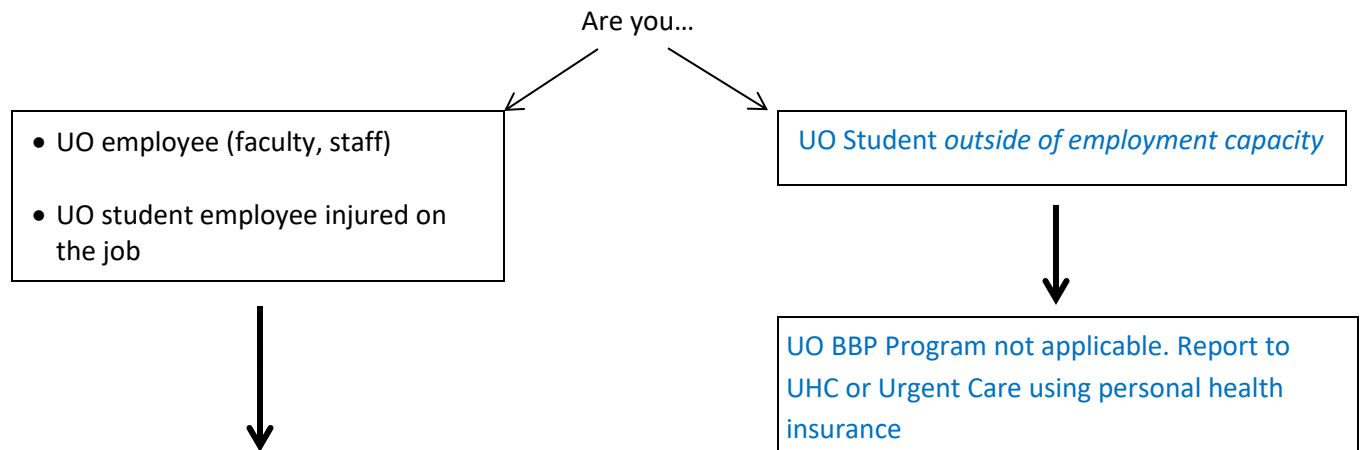 Are you…
• UO employee (faculty, staff)
• UO student employee injured on
the job
UO Student outside of employment capacity
UO BBP Program not applicable. Report to
UHC or Urgent Care using personal health
insurance